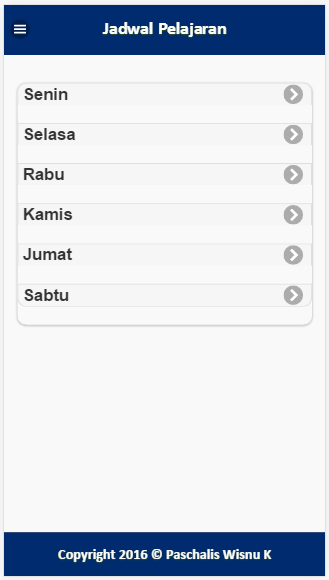 Jadwal Pelajaran
Senin
Selasa
Rabu
Kamis
Jumat
Sabtu
Copyright 2016 © Paschalis Wisnu K